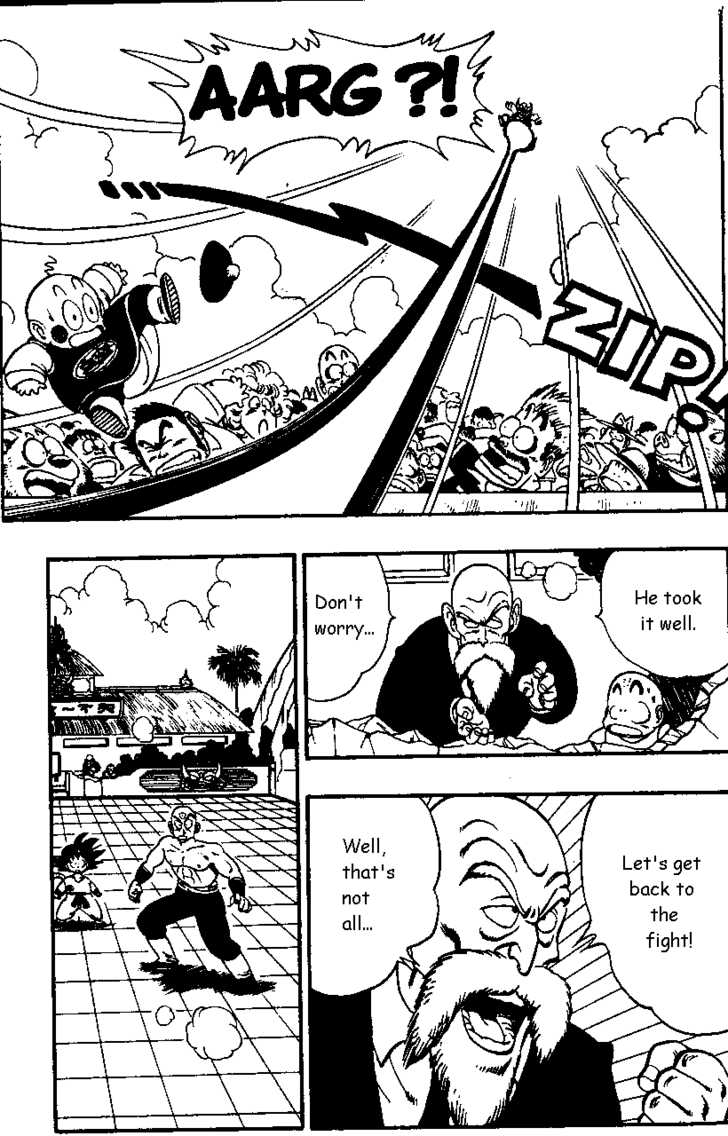 AARG?!
ZIP!
Don't
worry...
He took
it well.
Well,
that's
not
all...
Let's get
back to
the
fight!